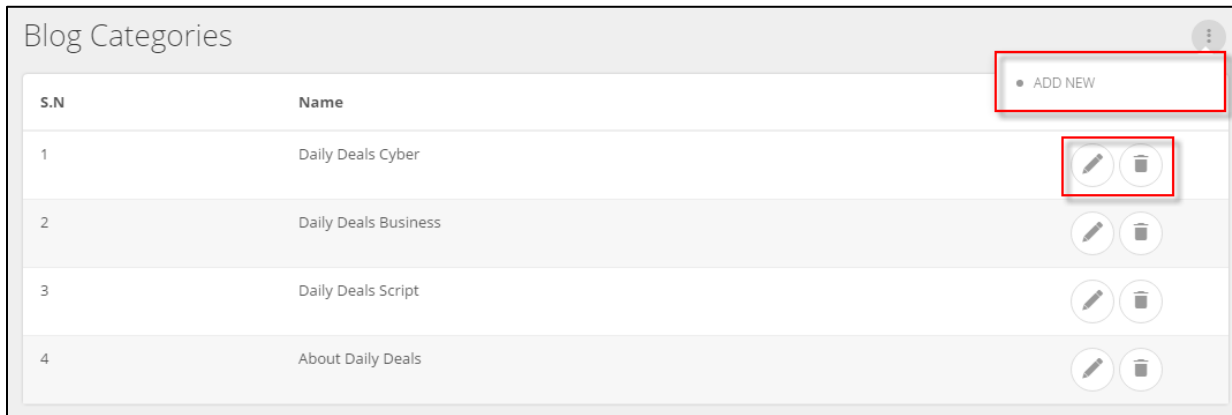 Blog Categories
ADD NEW
S.N Name
1 Daily Deals Cyber
2 Daily Deals Business
3 Daily Deals Script
4 About Daily Deals